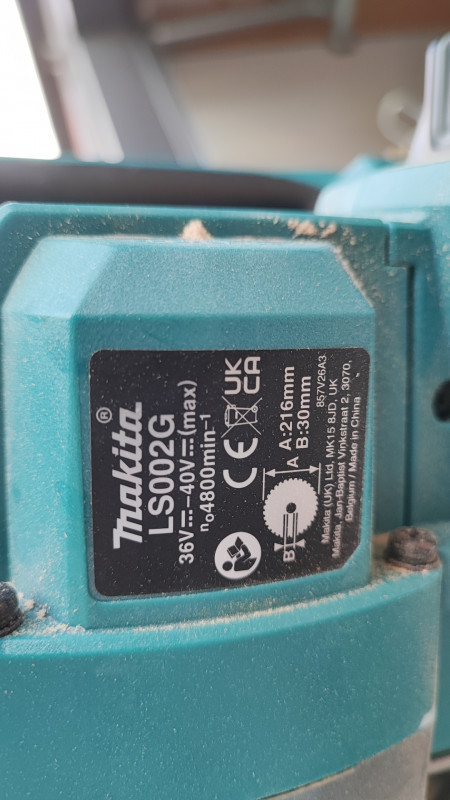 Makita®
LS002G
36V⎓–40V⎓(max)
n₀4800min⁻¹
CE UK CA
A
B
A:216mm
B:30mm
857V26A3
Makita (UK) Ltd, MK15 8JD, UK
Makita, Jan-Baptist Vinkstraat 2, 3070,
Belgium / Made in China